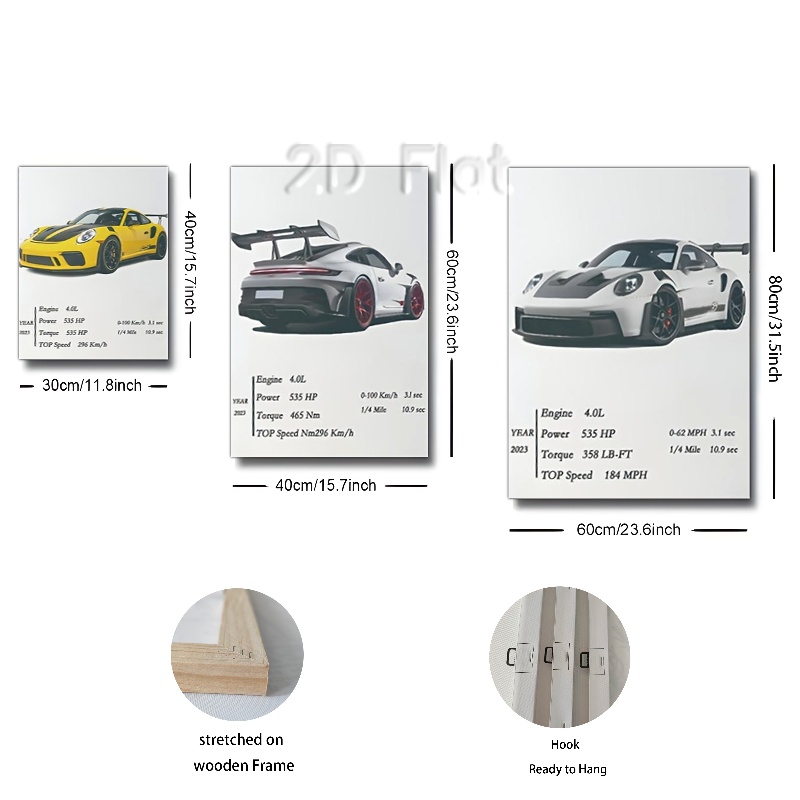 2.D Flat
Engine 4.0L
Power 535 HP
YEAR
2023
Torque 535 HP
TOP Speed 296 Km/h
0-100 Km/h 3.1 sec
1/4 Mile 10.9 sec
40cm/15.7inch
30cm/11.8inch
Engine 4.0L
Power 535 HP
YEAR
2023
Torque 465 Nm
TOP Speed Nm296 Km/h
0-100 Km/h 3.1 sec
1/4 Mile 10.9 sec
60cm/23.6inch
40cm/15.7inch
Engine 4.0L
YEAR
2023
Power 535 HP
Torque 358 LB-FT
TOP Speed 184 MPH
0-62 MPH 3.1 sec
1/4 Mile 10.9 sec
80cm/31.5inch
60cm/23.6inch
stretched on
wooden Frame
Hook
Ready to Hang